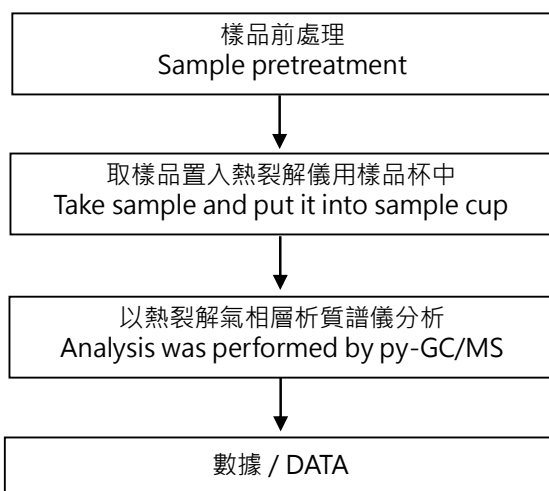 樣品前處理
Sample pretreatment
取樣品置入熱裂解儀用樣品杯中
Take sample and put it into sample cup
以熱裂解氣相層析質譜儀分析
Analysis was performed by py-GC/MS
數據 / DATA